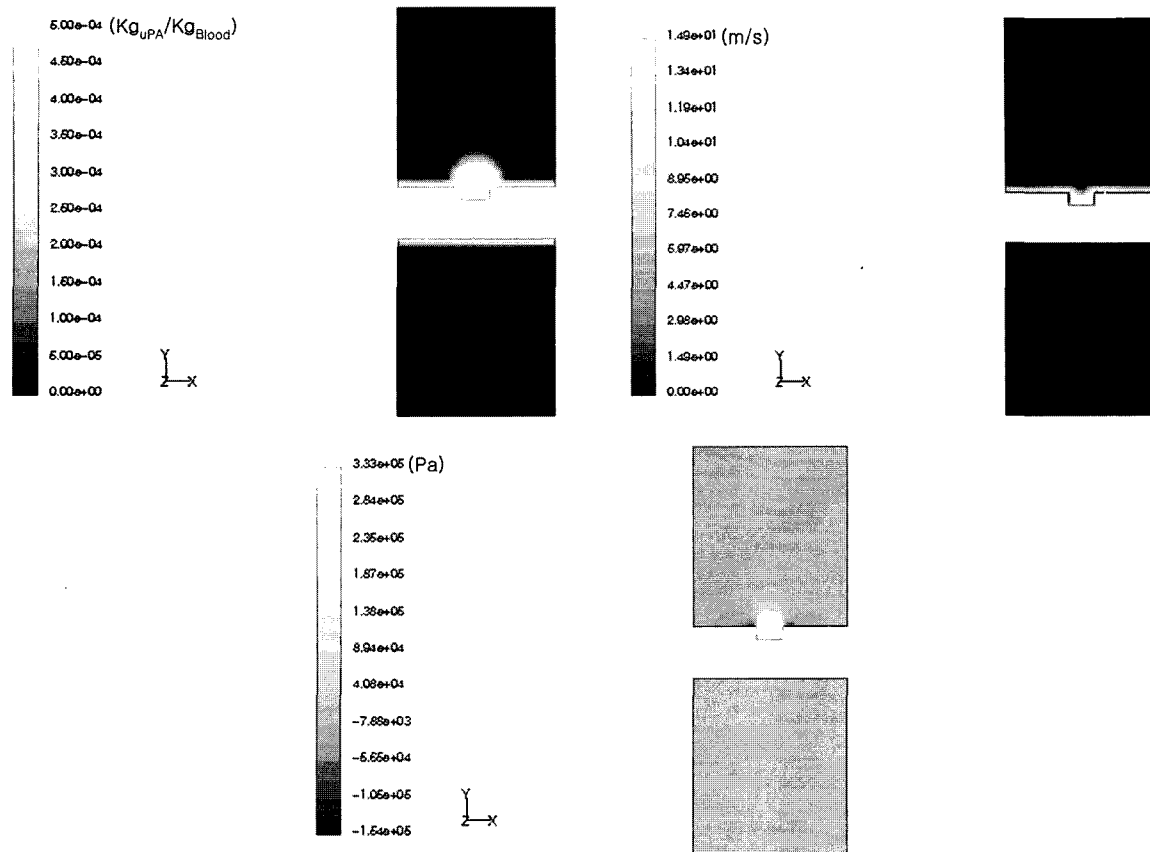 5.00e-04 (Kg_uPA/Kg_Blood)
4.50e-04
4.00e-04
3.50e-04
3.00e-04
2.50e-04
2.00e-04
1.50e-04
1.00e-04
5.00e-05
0.00e+00
Y
Z X
1.49e+01 (m/s)
1.34e+01
1.19e+01
1.04e+01
8.95e+00
7.46e+00
5.97e+00
4.47e+00
2.98e+00
1.49e+00
0.00e+00
Y
Z X
3.33e+05 (Pa)
2.84e+05
2.35e+05
1.87e+05
1.38e+05
8.94e+04
4.08e+04
-7.88e+03
-5.65e+04
-1.05e+05
-1.54e+05
Y
Z X